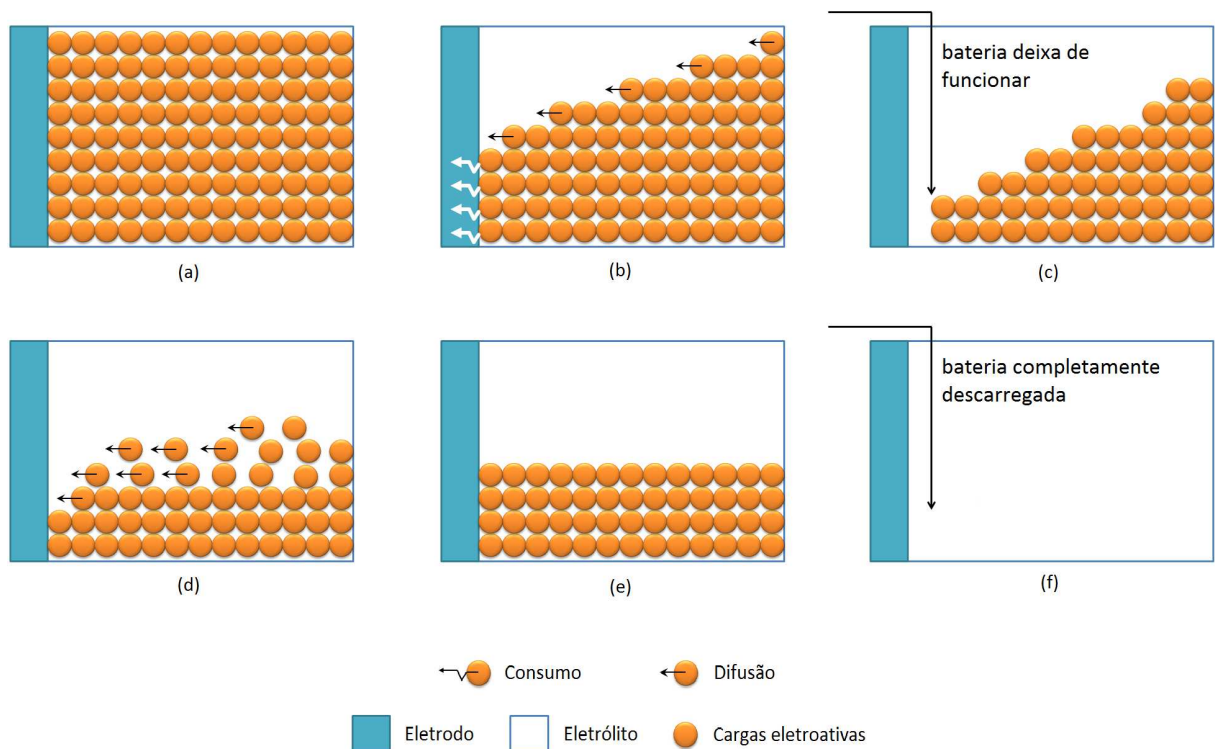 bateria deixa de
funcionar
(a)
(b)
(c)
bateria completamente
descarregada
(d)
(e)
(f)
Consumo
Difusão
Eletrodo
Eletrólito
Cargas eletroativas